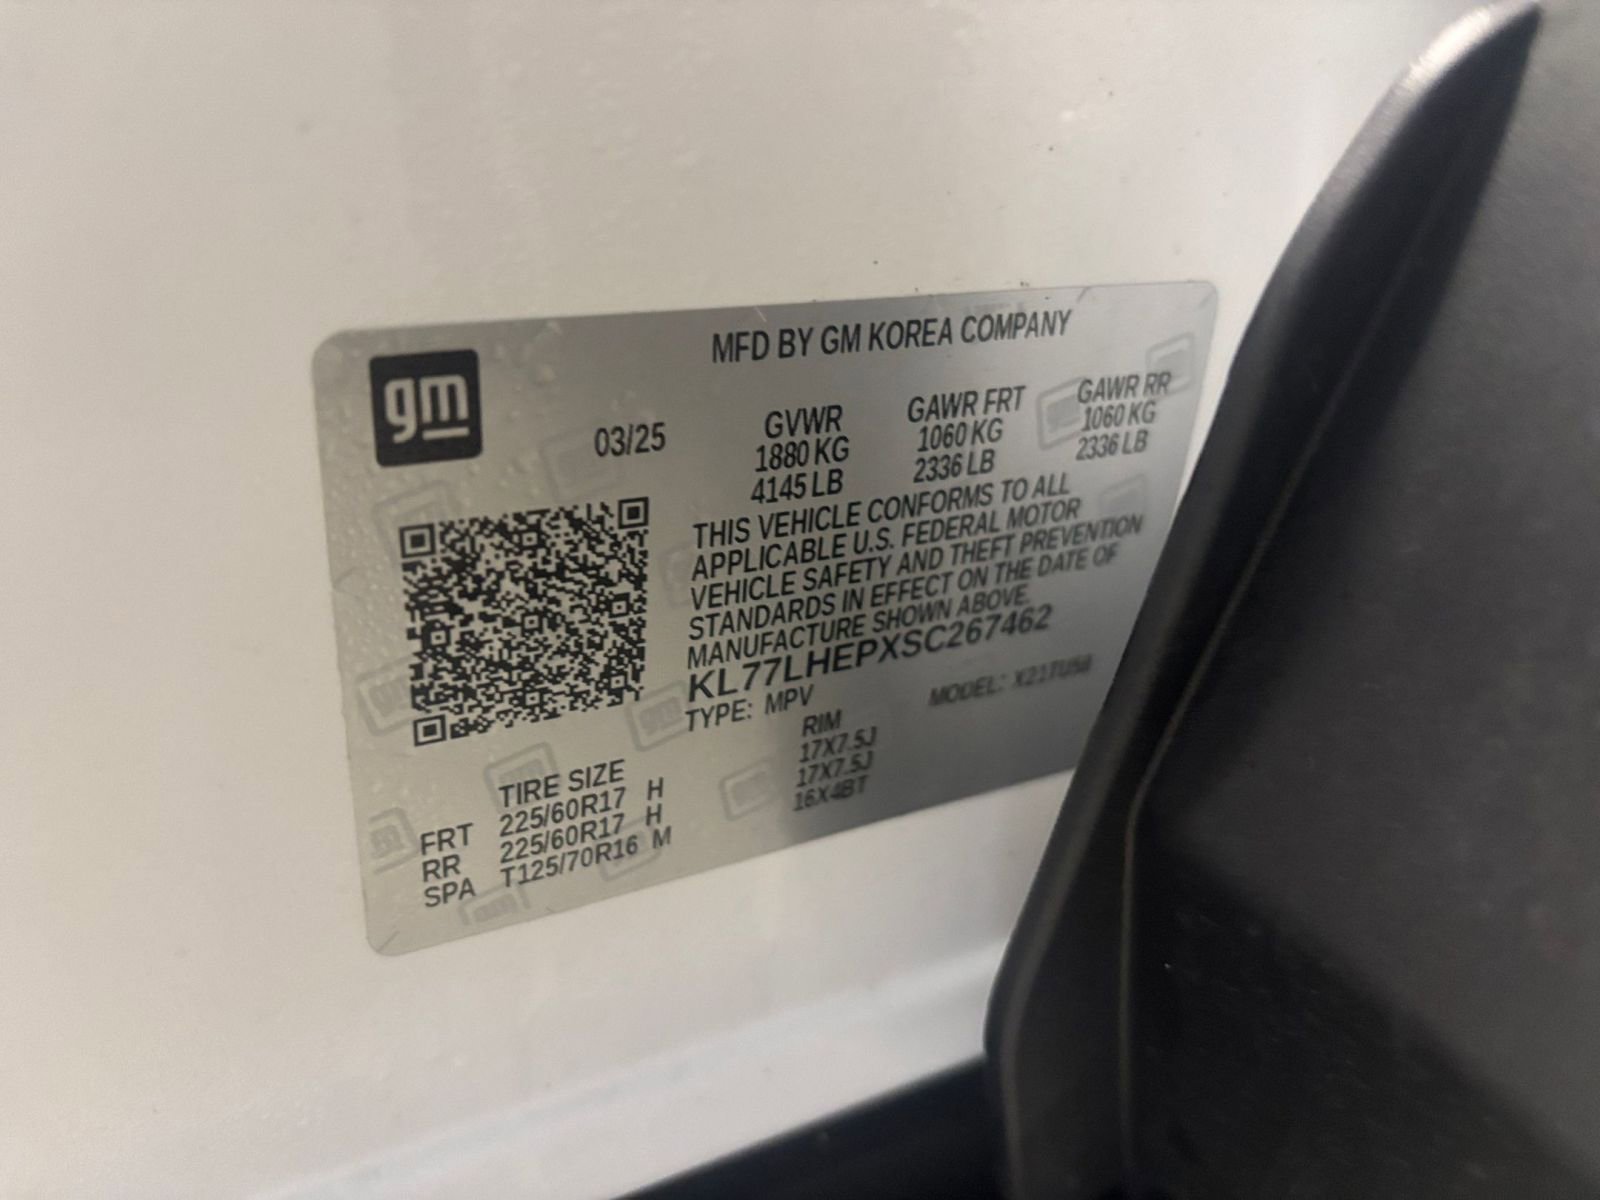 gm
MFD BY GM KOREA COMPANY
03/25
GVWR GAWR FRT GAWR RR
1880 KG 1060 KG 1060 KG
4145 LB 2336 LB 2336 LB
THIS VEHICLE CONFORMS TO ALL
APPLICABLE U.S. FEDERAL MOTOR
VEHICLE SAFETY AND THEFT PREVENTION
STANDARDS IN EFFECT ON THE DATE OF
MANUFACTURE SHOWN ABOVE.
KL77LHEPXSC267462
TYPE: MPV MODEL: X21TU58
TIRE SIZE RIM
FRT 225/60R17 H 17X7.5J
RR 225/60R17 H 17X7.5J
SPA T125/70R16 M 16X4BT